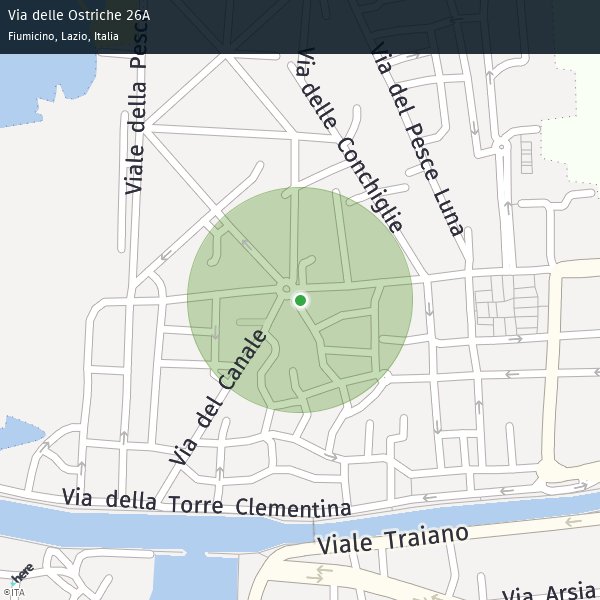 Via delle Ostriche 26A
Fiumicino, Lazio, Italia
Viale della Pesca
Via delle Conchiglie
Via del Pesce Luna
Via del Canale
Via della Torre Clementina
Viale Traiano
Via Arsia
here
©ITA